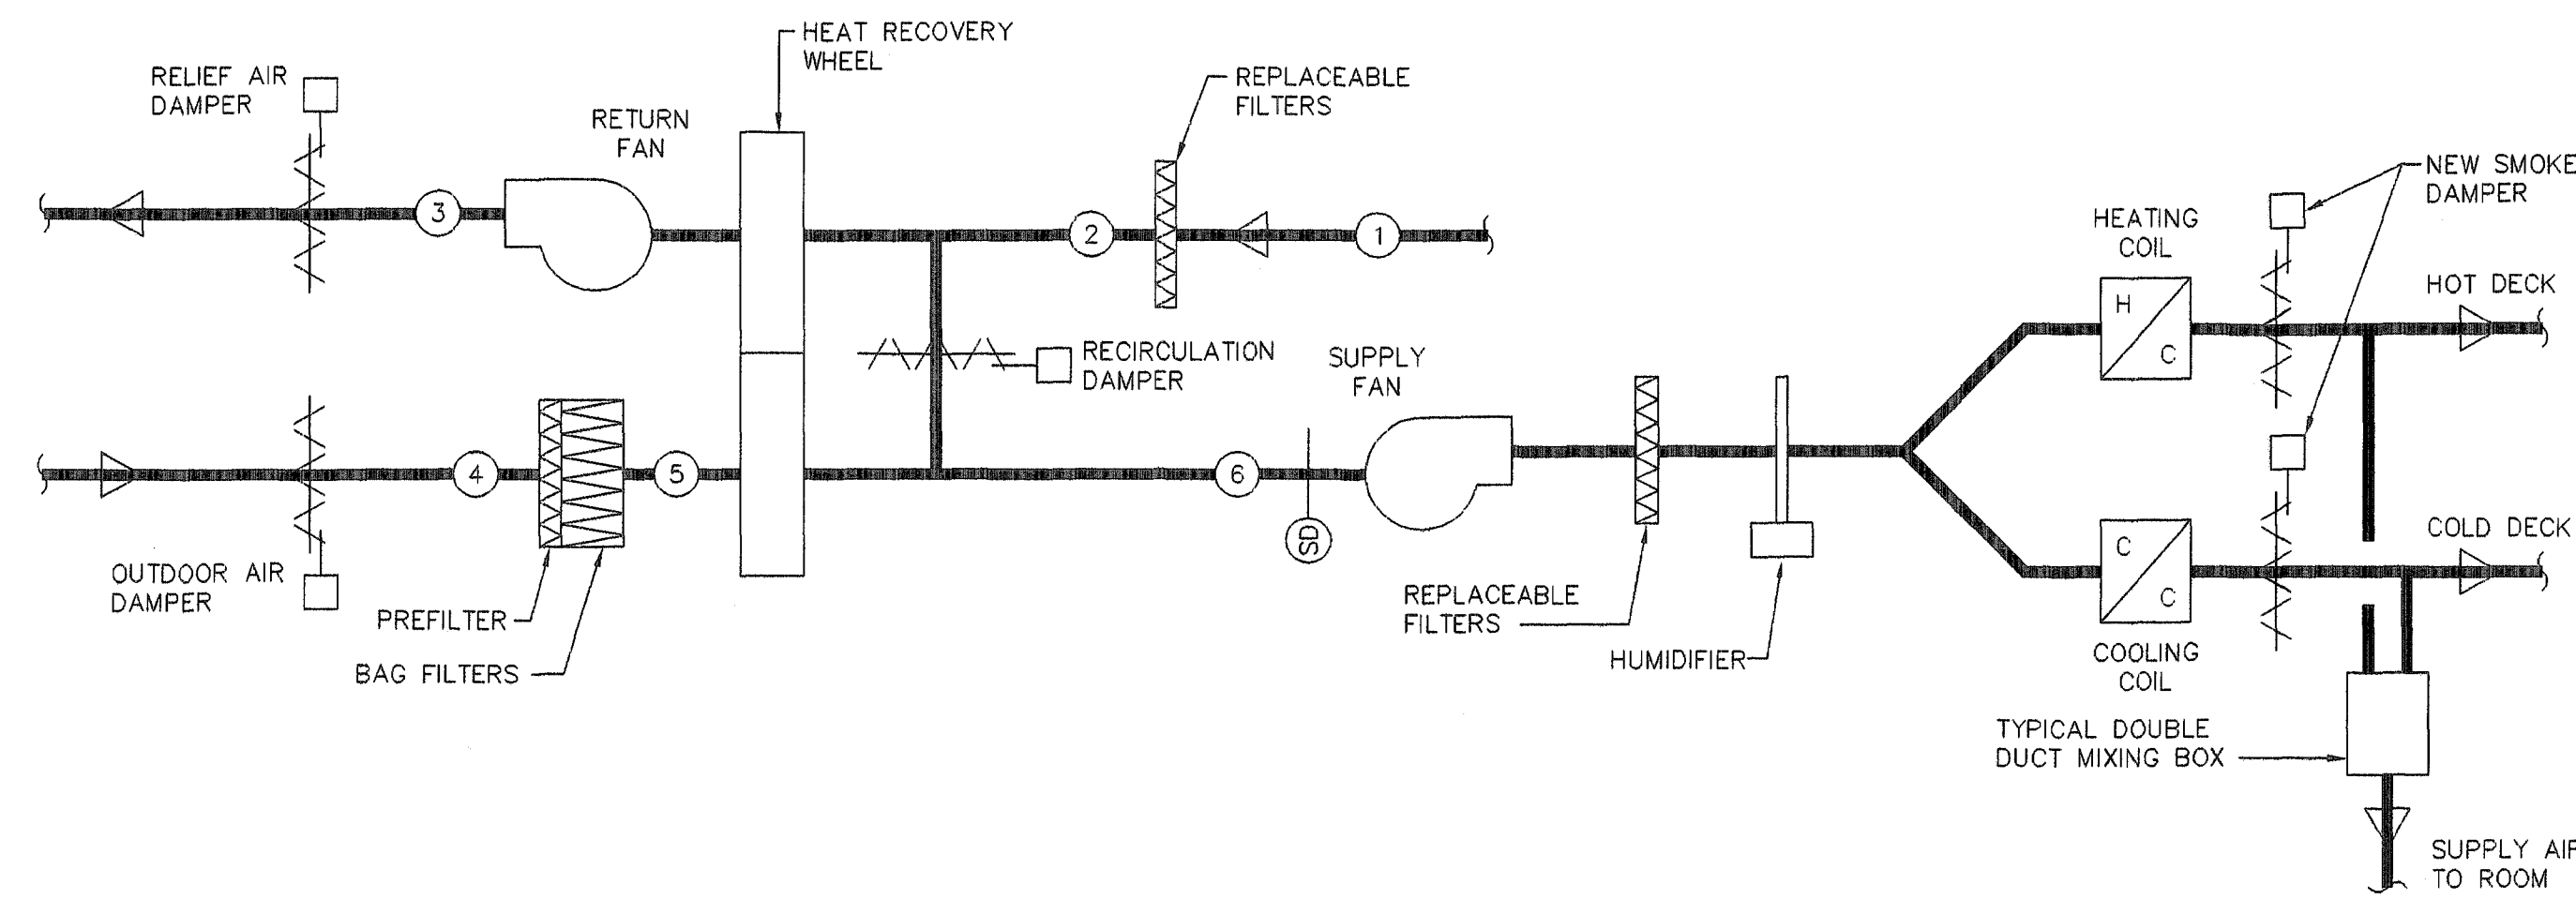 HEAT RECOVERY
WHEEL
RELIEF AIR
DAMPER
RETURN
FAN
REPLACEABLE
FILTERS
NEW SMOKE
DAMPER
3
2
1
HEATING
COIL
H
C
HOT DECK
RECIRCULATION
DAMPER
SUPPLY
FAN
4
5
6
SD
OUTDOOR AIR
DAMPER
PREFILTER
BAG FILTERS
REPLACEABLE
FILTERS
HUMIDIFIER
C
C
COLD DECK
COOLING
COIL
TYPICAL DOUBLE
DUCT MIXING BOX
SUPPLY AIR
TO ROOM